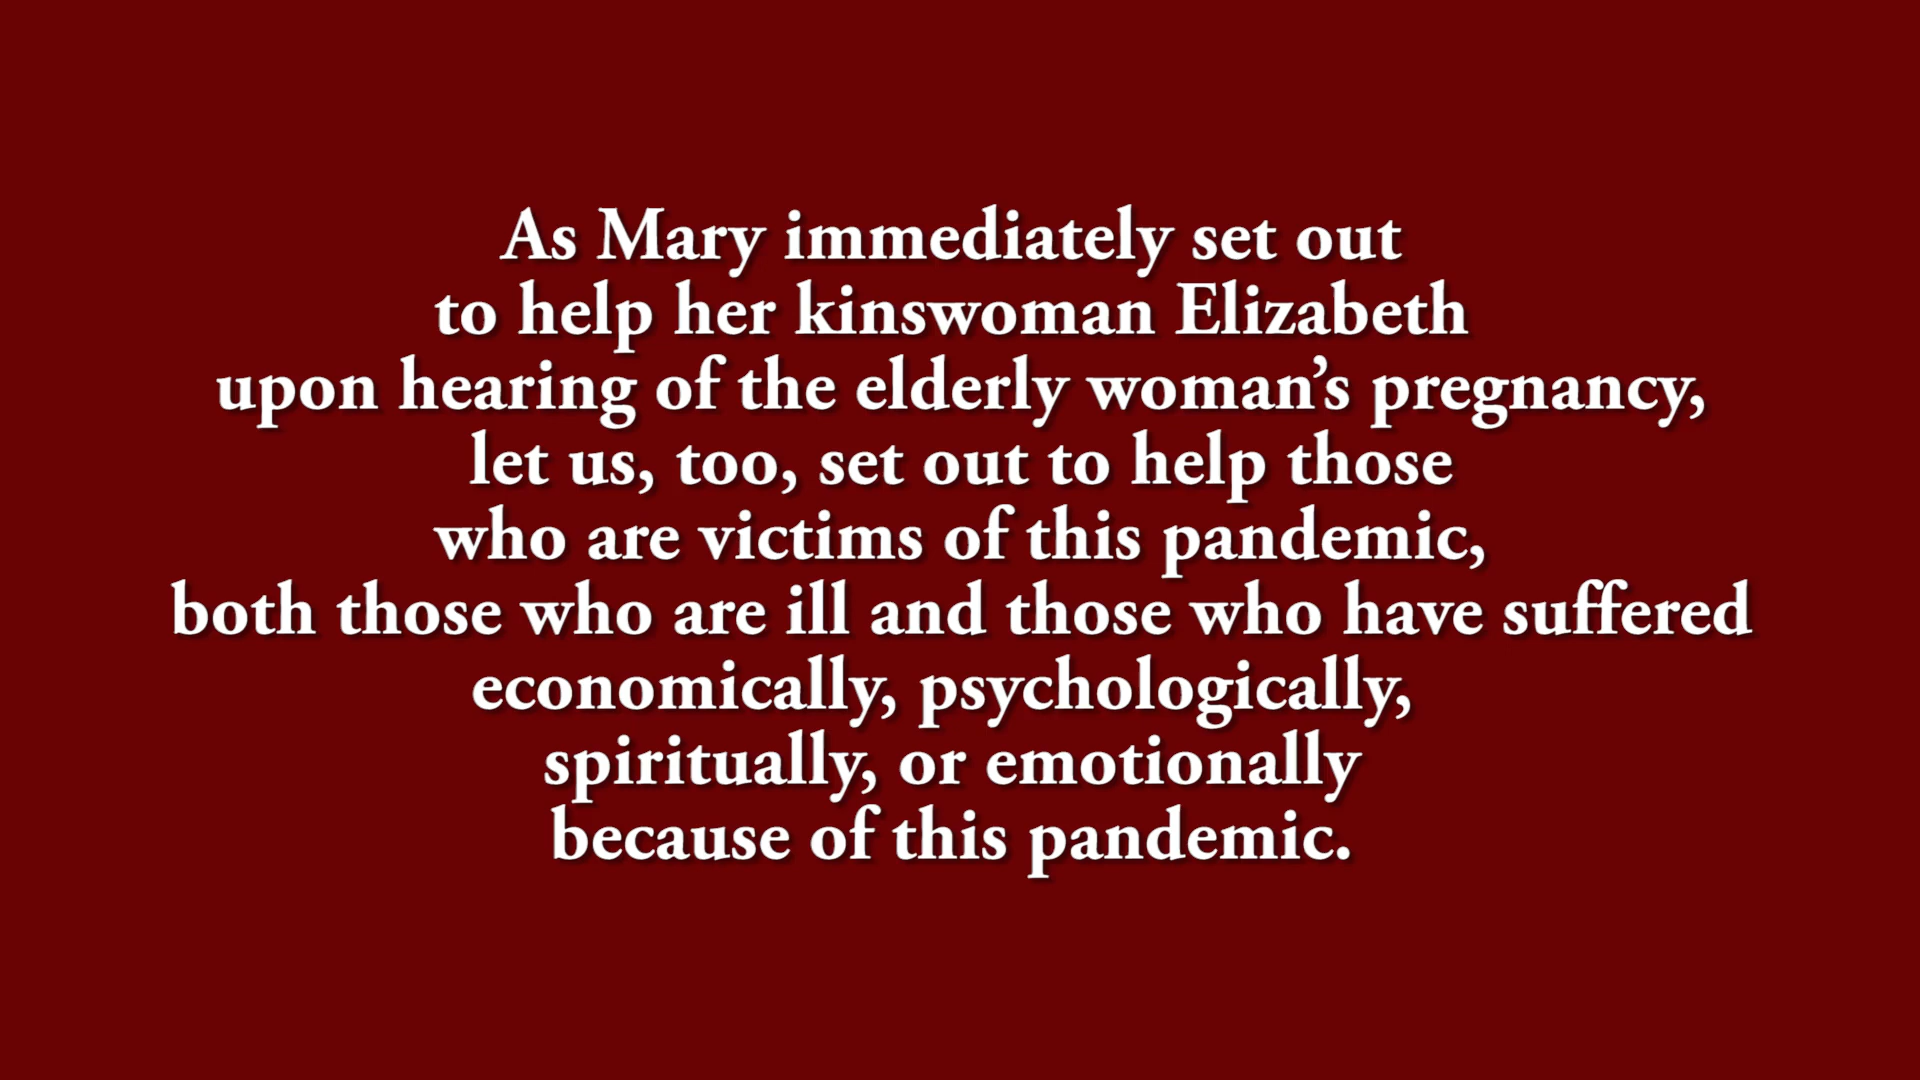 As Mary immediately set out
to help her kinswoman Elizabeth
upon hearing of the elderly woman’s pregnancy,
let us, too, set out to help those
who are victims of this pandemic,
both those who are ill and those who have suffered
economically, psychologically,
spiritually, or emotionally
because of this pandemic.